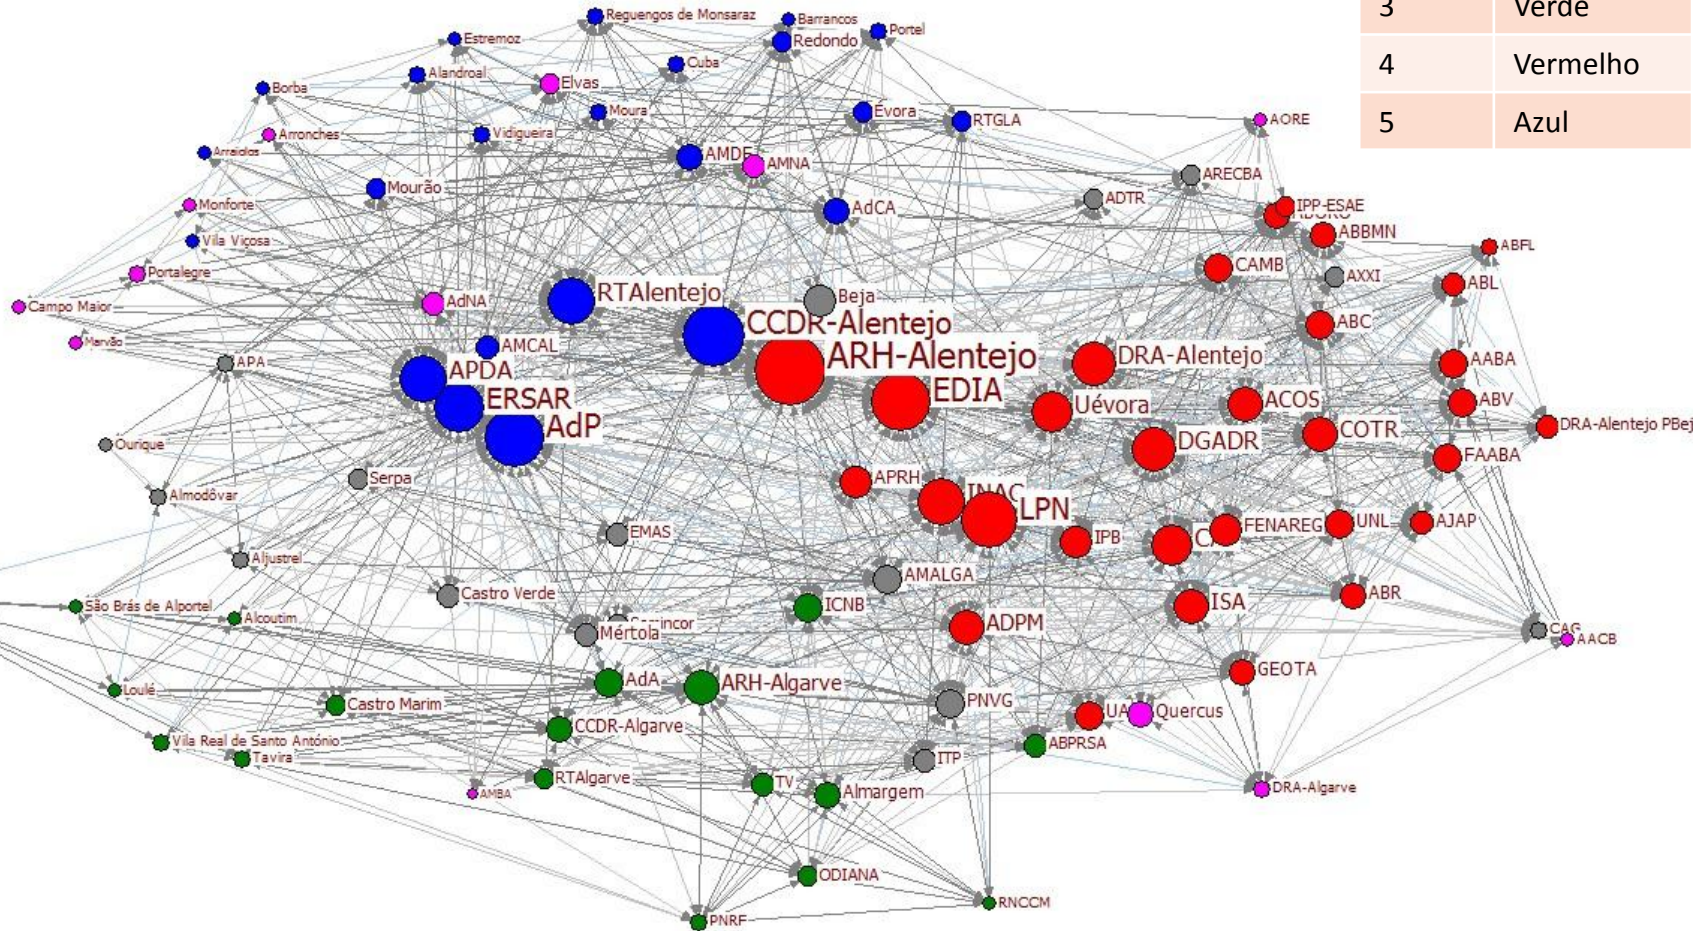 3 Verde
4 Vermelho
5 Azul
Reguengos de Monsaraz
Barrancos
Portel
Estremoz
Redondo
Cuba
Alandroal
Elvas
Borba
Moura
Évora
RTGLA
AORE
Arronches
Vidigueira
Arraiolos
AMDE
AMNA
ARECBA
Mourão
ADTR
Monforte
AdCA
IPP-ESAE
ABBMN
Vila Viçosa
ABFL
Portalegre
CAMB
AXXI
ABL
Campo Maior
AdNA
RTAlentejo
Beja
CCDR-Alentejo
ABC
Marvão
AMCAL
ARH-Alentejo
DRA-Alentejo
APA
APDA
AABA
ERSAR
EDIA
Uévora
ACOS
ABV
AdP
DRA-Alentejo PBej
COTR
Ourique
DGADR
FAABA
Serpa
APRH
INAG
Almodôvar
LPN
EMAS
IPB
FENAREG
UNL
AJAP
Aljustrel
AMALGA
Castro Verde
ABR
São Brás de Alportel
ICNB
ISA
Alcoutim
Somincor
Mértola
ADPM
CAG
AACB
GEOTA
Loulé
AdA
ARH-Algarve
Castro Marim
PNVG
UA
Quercus
CCDR-Algarve
Vila Real de Santo António
ABPRSA
Tavira
ITP
RTAlgarve
TV
Almargem
DRA-Algarve
AMBA
ODIANA
RNCCM
PNRF